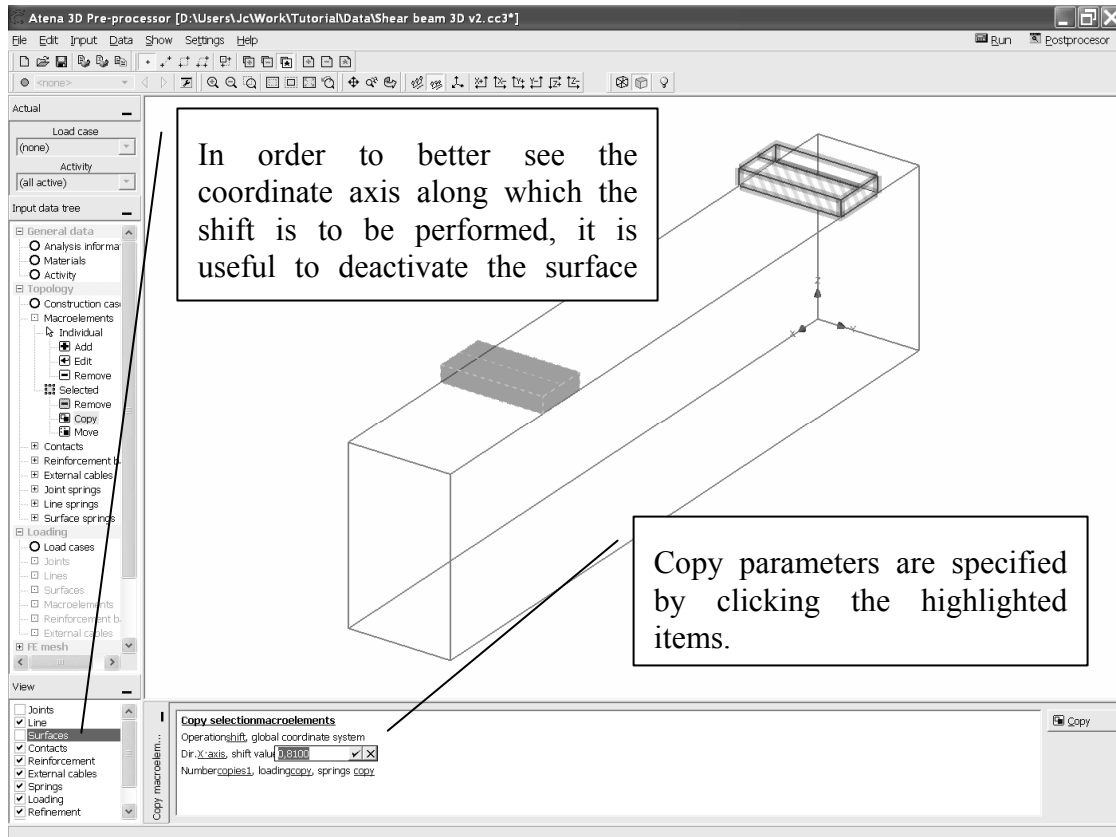 Atena 3D Pre-processor [D:\Users\Jc\Work\Tutorial\Data\Shear beam 3D v2.cc3*]
File Edit Input Data Show Settings Help
Run Postprocesor
<none>
Actual
Load case
(none)
Activity
(all active)
Input data tree
General data
Analysis informa
Materials
Activity
Topology
Construction case
Macroelements
Individual
Add
Edit
Remove
Selected
Remove
Copy
Move
Contacts
Reinforcement b
External cables
Joint springs
Line springs
Surface springs
Loading
Load cases
Joints
Lines
Surfaces
Macroelements
Reinforcement b
External cables
FE mesh
View
Joints
Line
Surfaces
Contacts
Reinforcement
External cables
Springs
Loading
Refinement
In order to better see the
coordinate axis along which the
shift is to be performed, it is
useful to deactivate the surface
Z
X
Y
Copy parameters are specified
by clicking the highlighted
items.
Copy macroelem...
Copy selectionmacroelements
Operationshift, global coordinate system
Dir.X-axis, shift value 0,8100
Numbercopies1, loadingcopy, springs copy
Copy